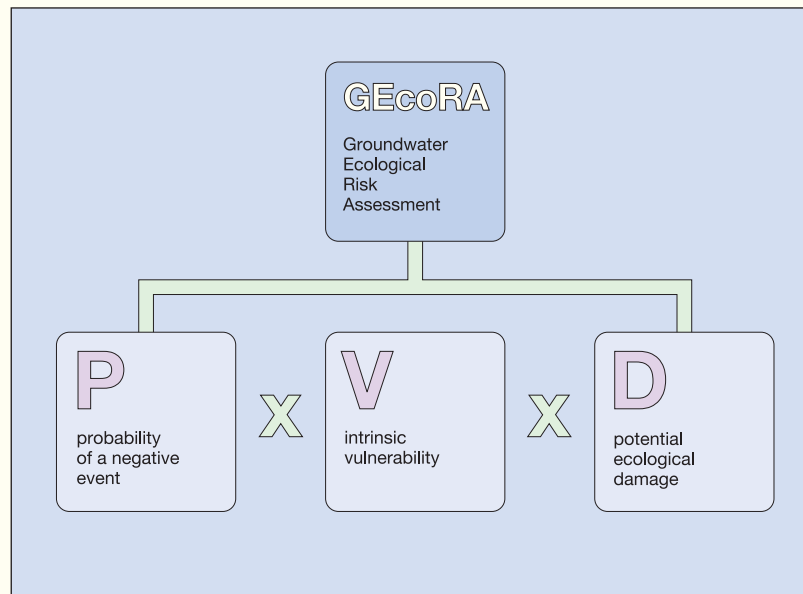 GEcoRA
Groundwater
Ecological
Risk
Assessment
P
probability
of a negative
event
X
V
intrinsic
vulnerability
X
D
potential
ecological
damage